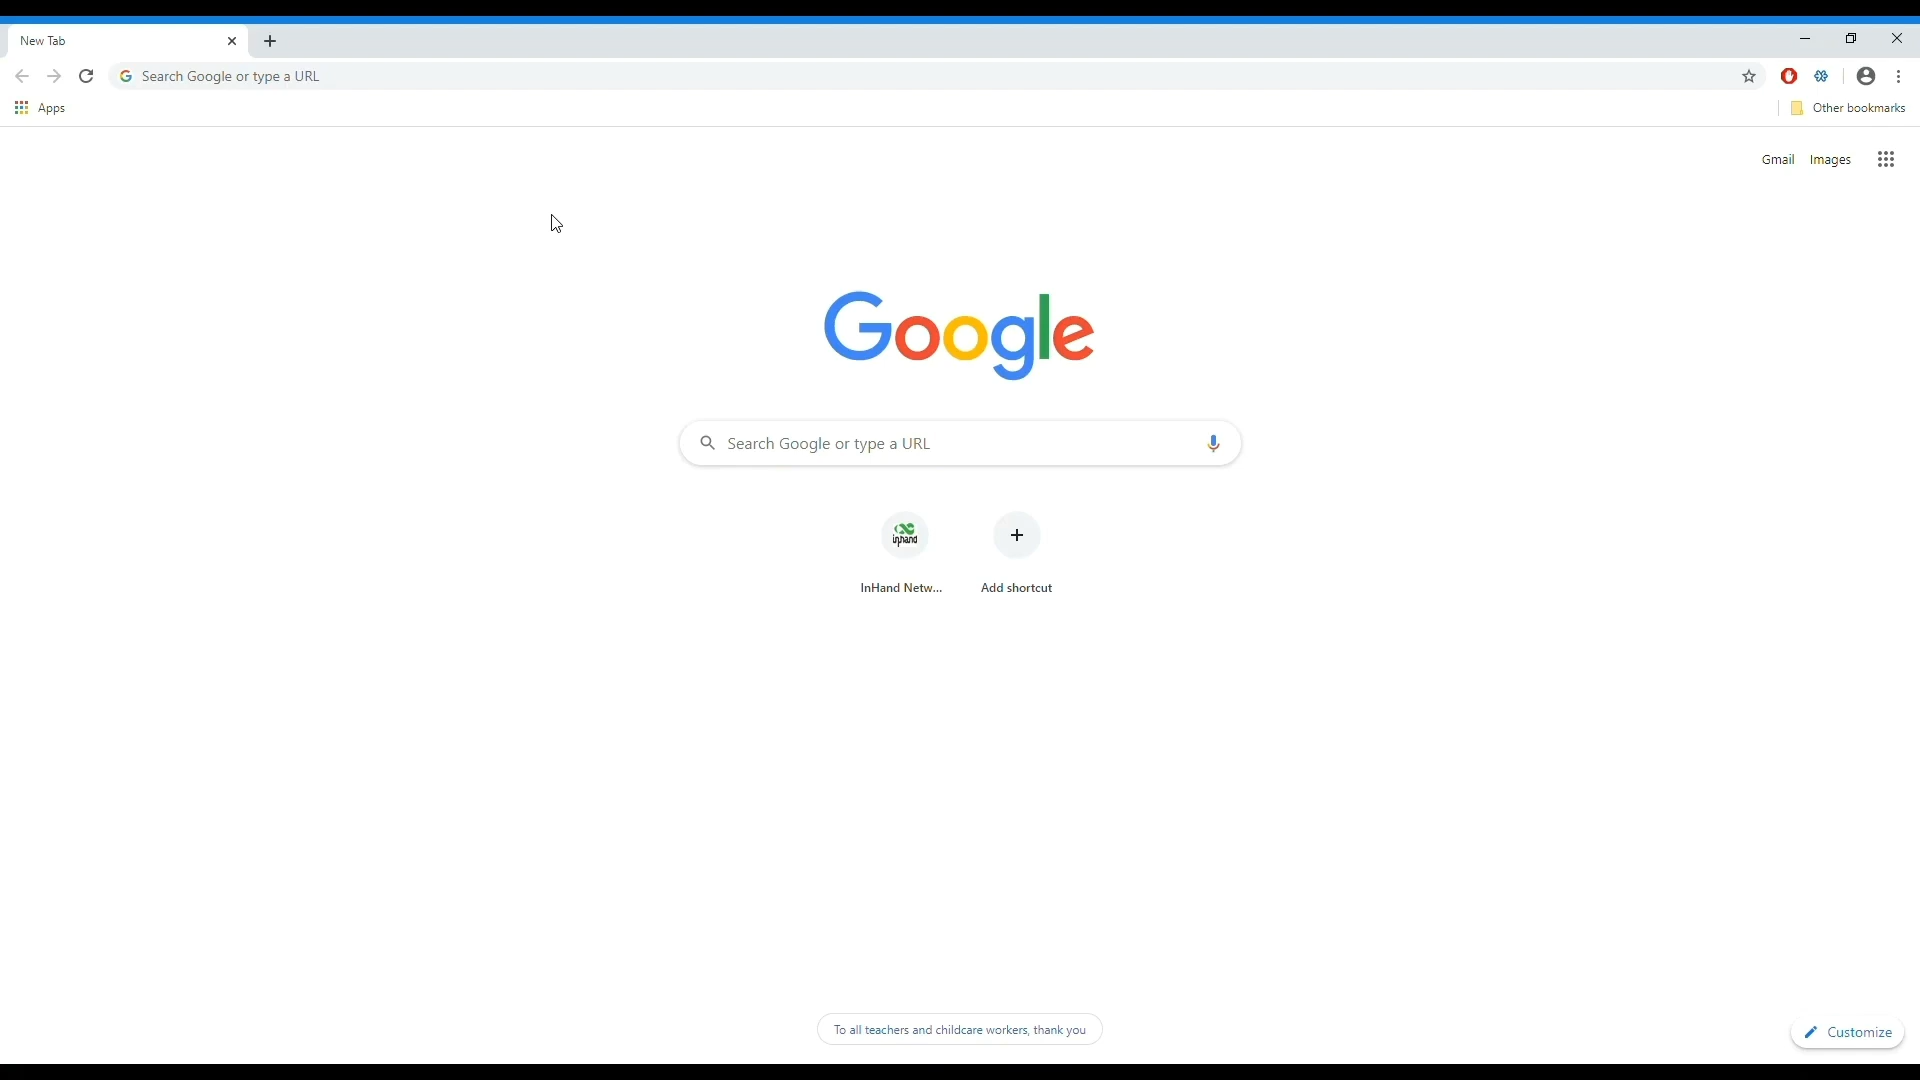 New Tab
Search Google or type a URL
Apps
Other bookmarks
Gmail Images
Google
Search Google or type a URL
inhand
InHand Netw... Add shortcut
To all teachers and childcare workers, thank you
Customize